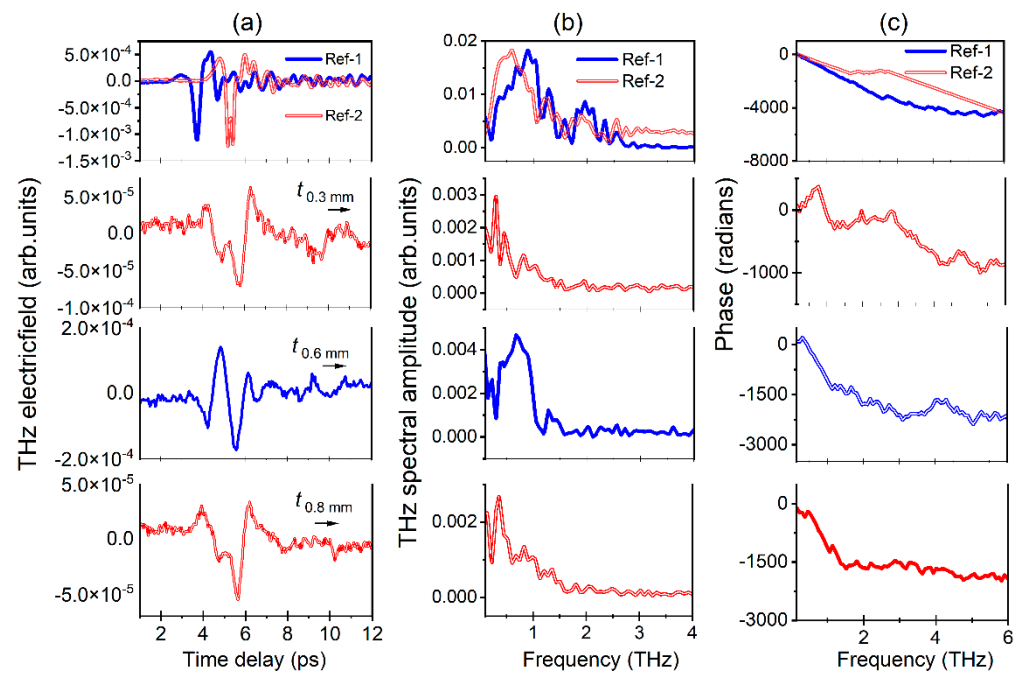 (a)
(b)
(c)
THz electricfield (arb.units)
5.0×10⁻⁴
0.0
-5.0×10⁻⁴
-1.0×10⁻³
-1.5×10⁻³
Ref-1
Ref-2
5.0×10⁻⁵
0.0
-5.0×10⁻⁵
-1.0×10⁻⁴
t 0.3 mm
2.0×10⁻⁴
0.0
-2.0×10⁻⁴
t 0.6 mm
5.0×10⁻⁵
0.0
-5.0×10⁻⁵
t 0.8 mm
2 4 6 8 10 12
Time delay (ps)
THz spectral amplitude (arb.units)
0.02
0.01
0.00
Ref-1
Ref-2
0.003
0.002
0.001
0.000
0.004
0.002
0.000
0.002
0.000
1 2 3 4
Frequency (THz)
Phase (radians)
0
-4000
-8000
Ref-1
Ref-2
0
-1000
0
-1500
-3000
0
-1500
-3000
2 4 6
Frequency (THz)